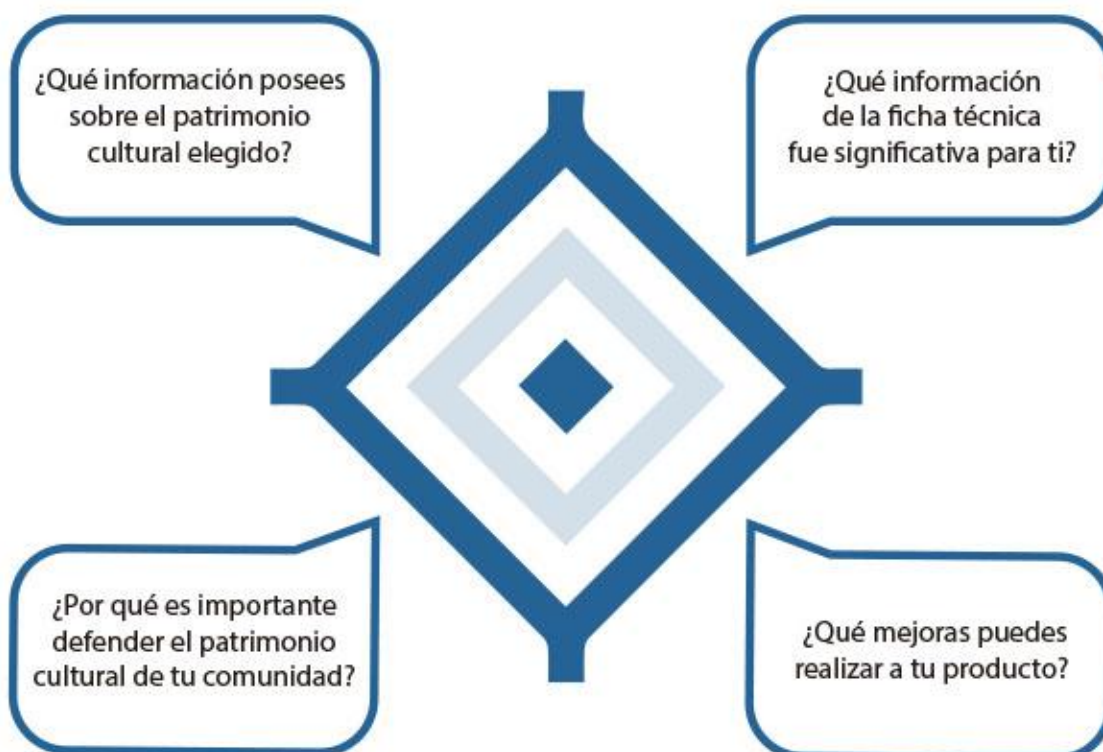 ¿Qué información posees
sobre el patrimonio
cultural elegido?
¿Qué información
de la ficha técnica
fue significativa para ti?
¿Por qué es importante
defender el patrimonio
cultural de tu comunidad?
¿Qué mejoras puedes
realizar a tu producto?